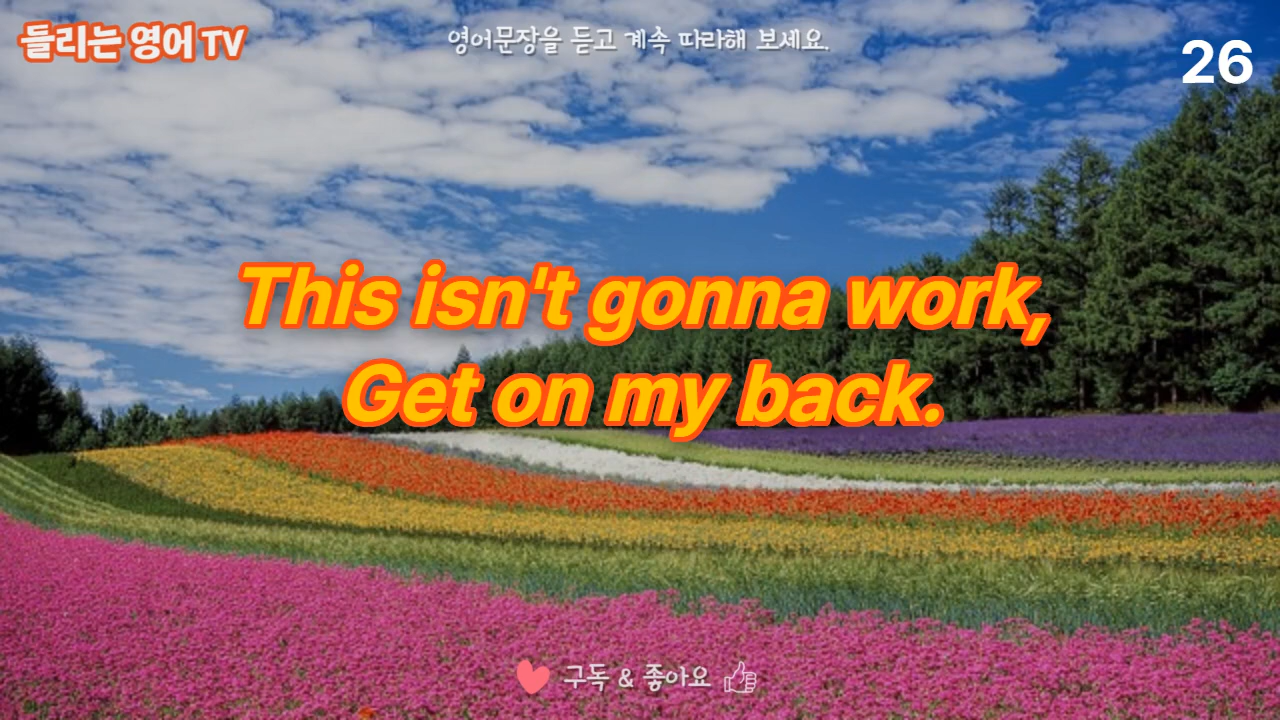 들리는 영어 TV
영어문장을 듣고 계속 따라해 보세요.
26
This isn't gonna work,
Get on my back.
구독 & 좋아요